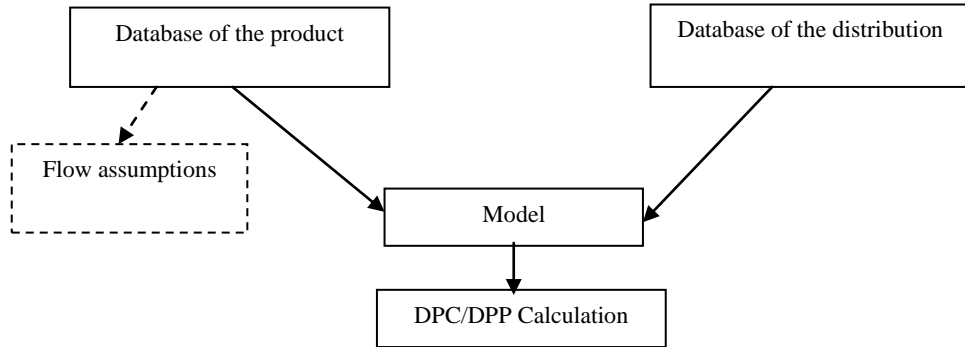 Database of the product
Database of the distribution
Flow assumptions
Model
DPC/DPP Calculation